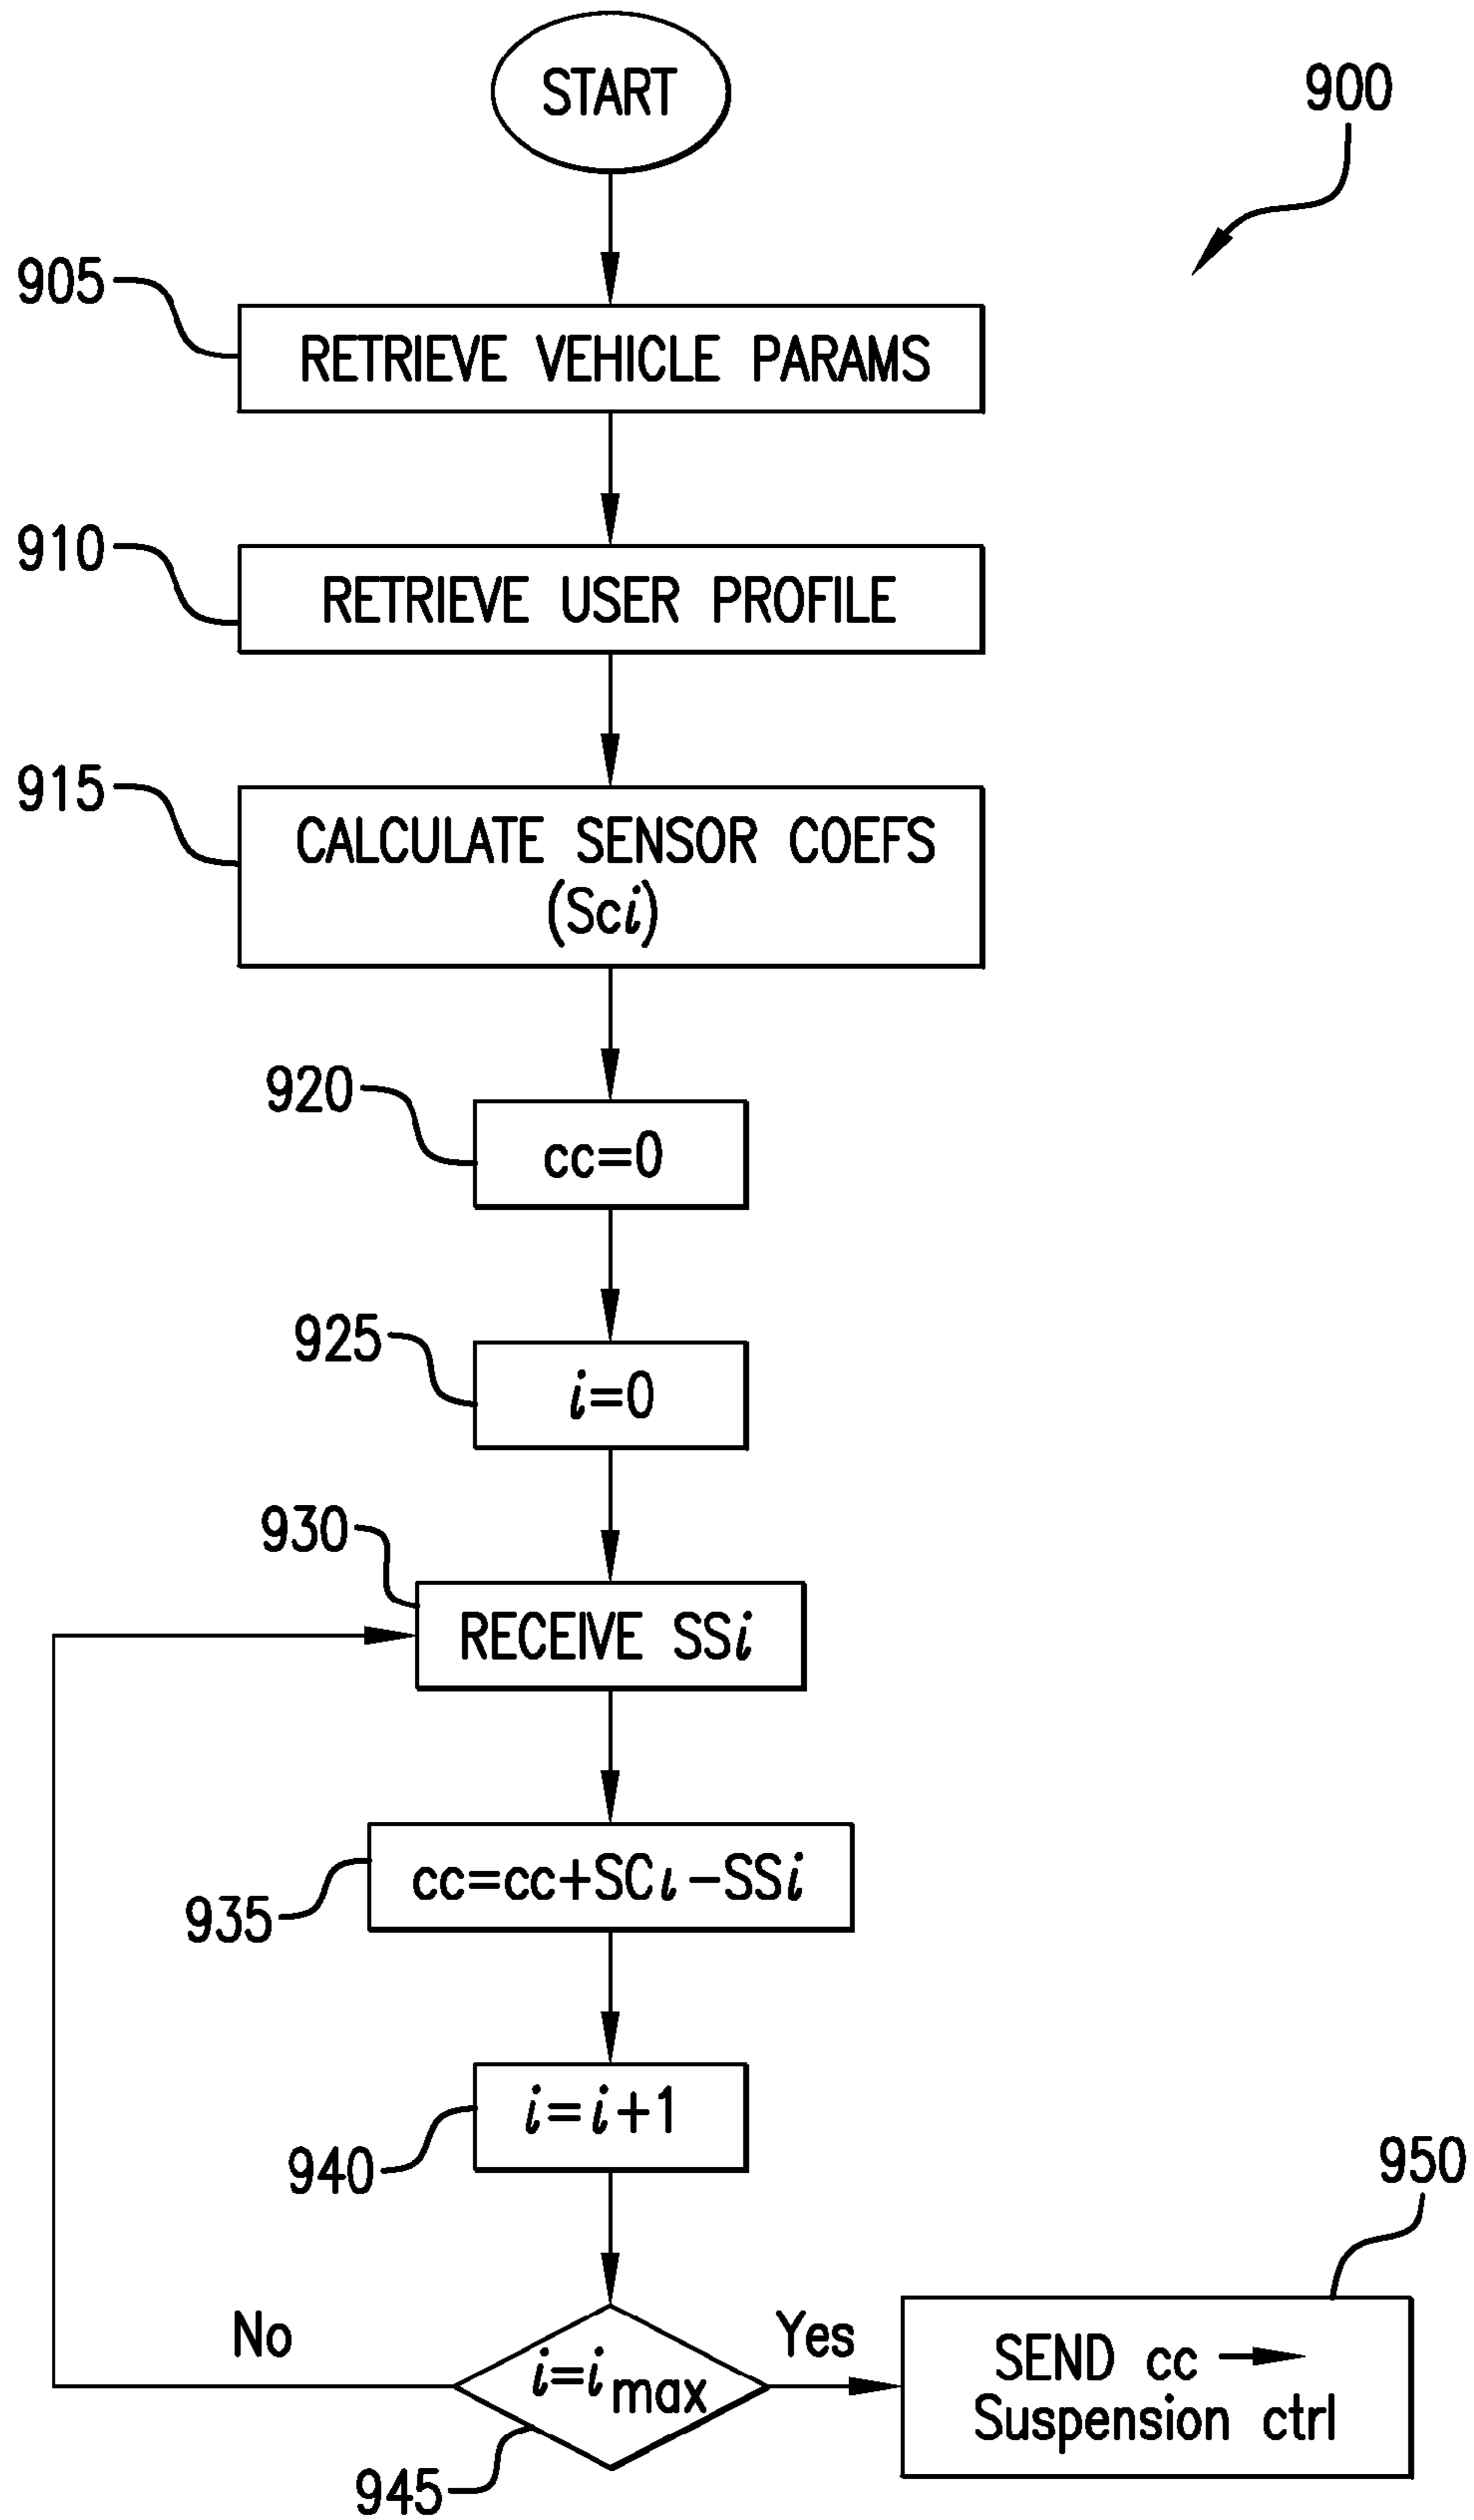 START
900
905
RETRIEVE VEHICLE PARAMS
910
RETRIEVE USER PROFILE
915
CALCULATE SENSOR COEFS
(Sci)
920
cc=0
925
i=0
930
RECEIVE SSi
935
cc=cc+SCi-SSi
940
i=i+1
950
No
Yes
i=i max
SEND cc →
Suspension ctrl
945